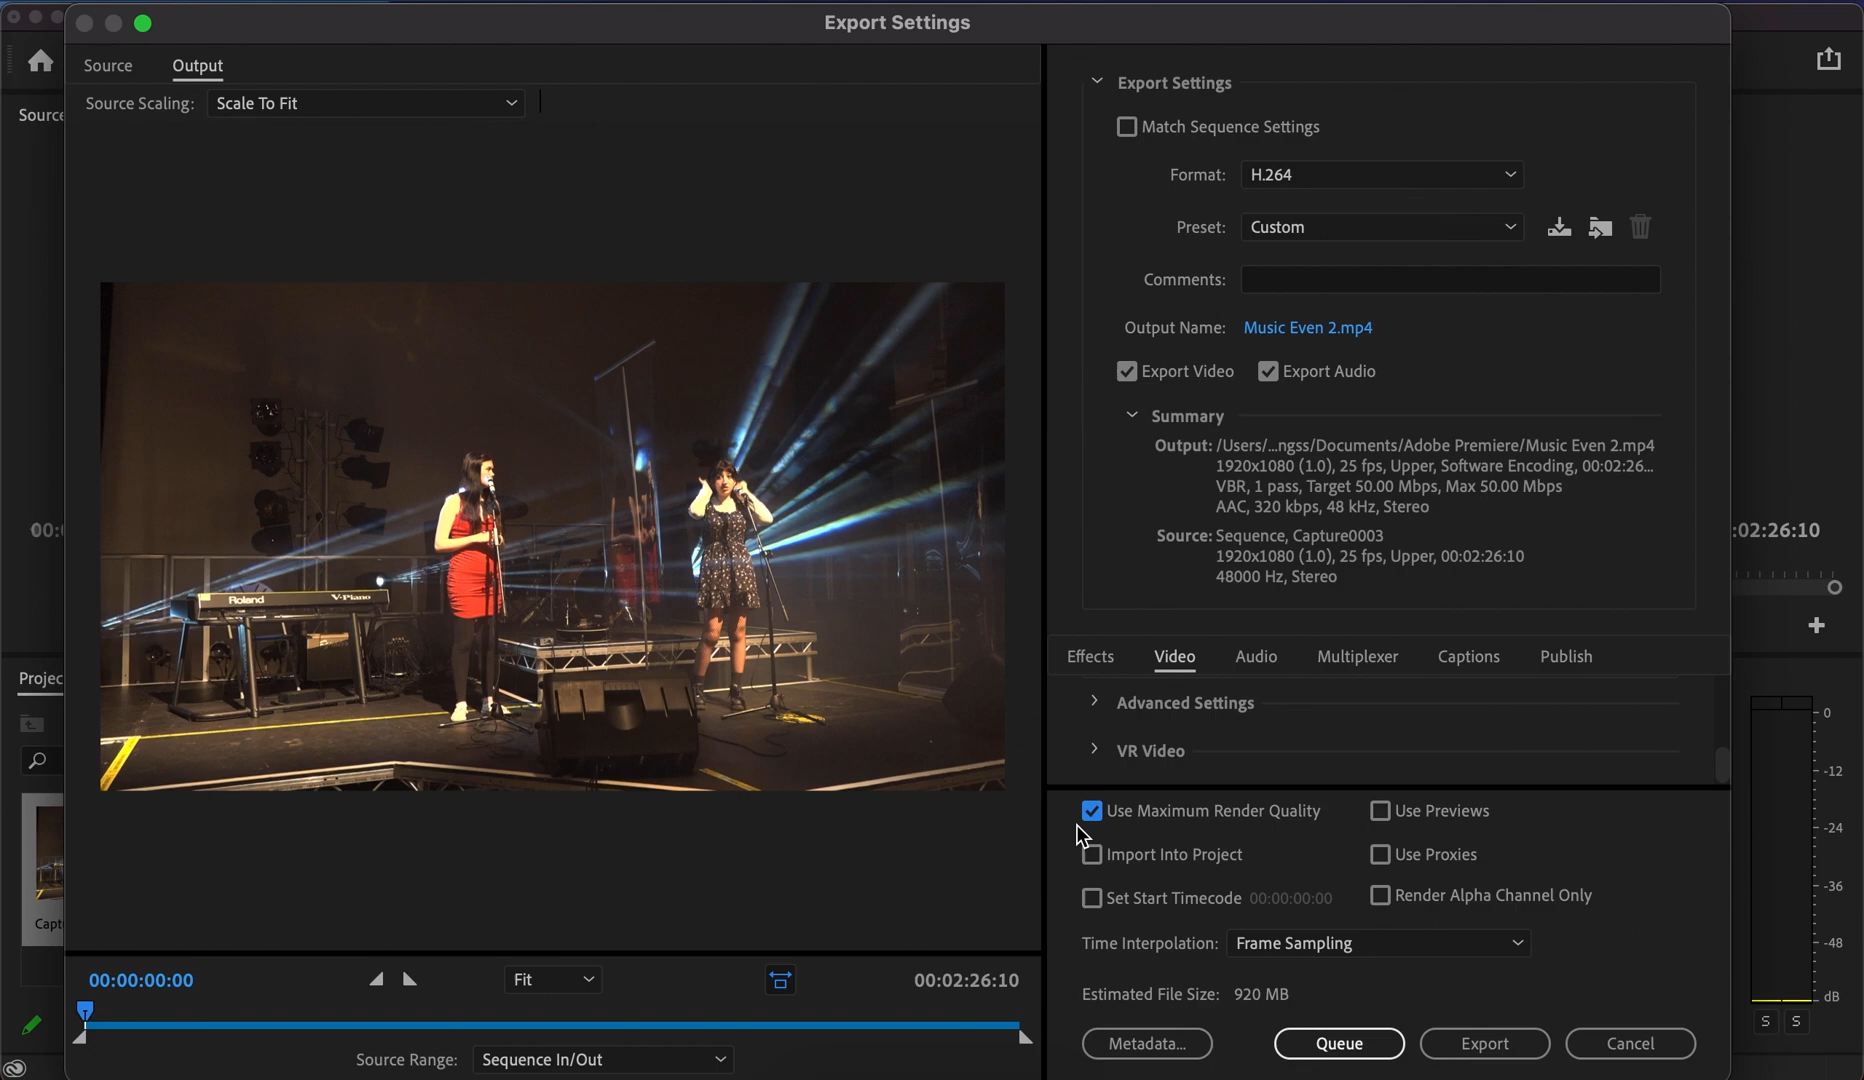 Export Settings
Source
Output
Source Scaling:
Scale To Fit
Source
00:
Projec
Capt
Roland
V-Piano
Export Settings
Match Sequence Settings
Format:
H.264
Preset:
Custom
Comments:
Output Name:
Music Even 2.mp4
Export Video
Export Audio
Summary
Output: /Users/...ngss/Documents/Adobe Premiere/Music Even 2.mp4
1920x1080 (1.0), 25 fps, Upper, Software Encoding, 00:02:26...
VBR, 1 pass, Target 50.00 Mbps, Max 50.00 Mbps
AAC, 320 kbps, 48 kHz, Stereo
Source: Sequence, Capture0003
1920x1080 (1.0), 25 fps, Upper, 00:02:26:10
48000 Hz, Stereo
Effects
Video
Audio
Multiplexer
Captions
Publish
Advanced Settings
VR Video
Use Maximum Render Quality
Use Previews
Import Into Project
Use Proxies
Set Start Timecode 00:00:00:00
Render Alpha Channel Only
Time Interpolation:
Frame Sampling
Estimated File Size: 920 MB
Metadata...
Queue
Export
Cancel
00:00:00:00
Fit
00:02:26:10
Source Range:
Sequence In/Out
:02:26:10
0
-12
-24
-36
-48
dB
S
S